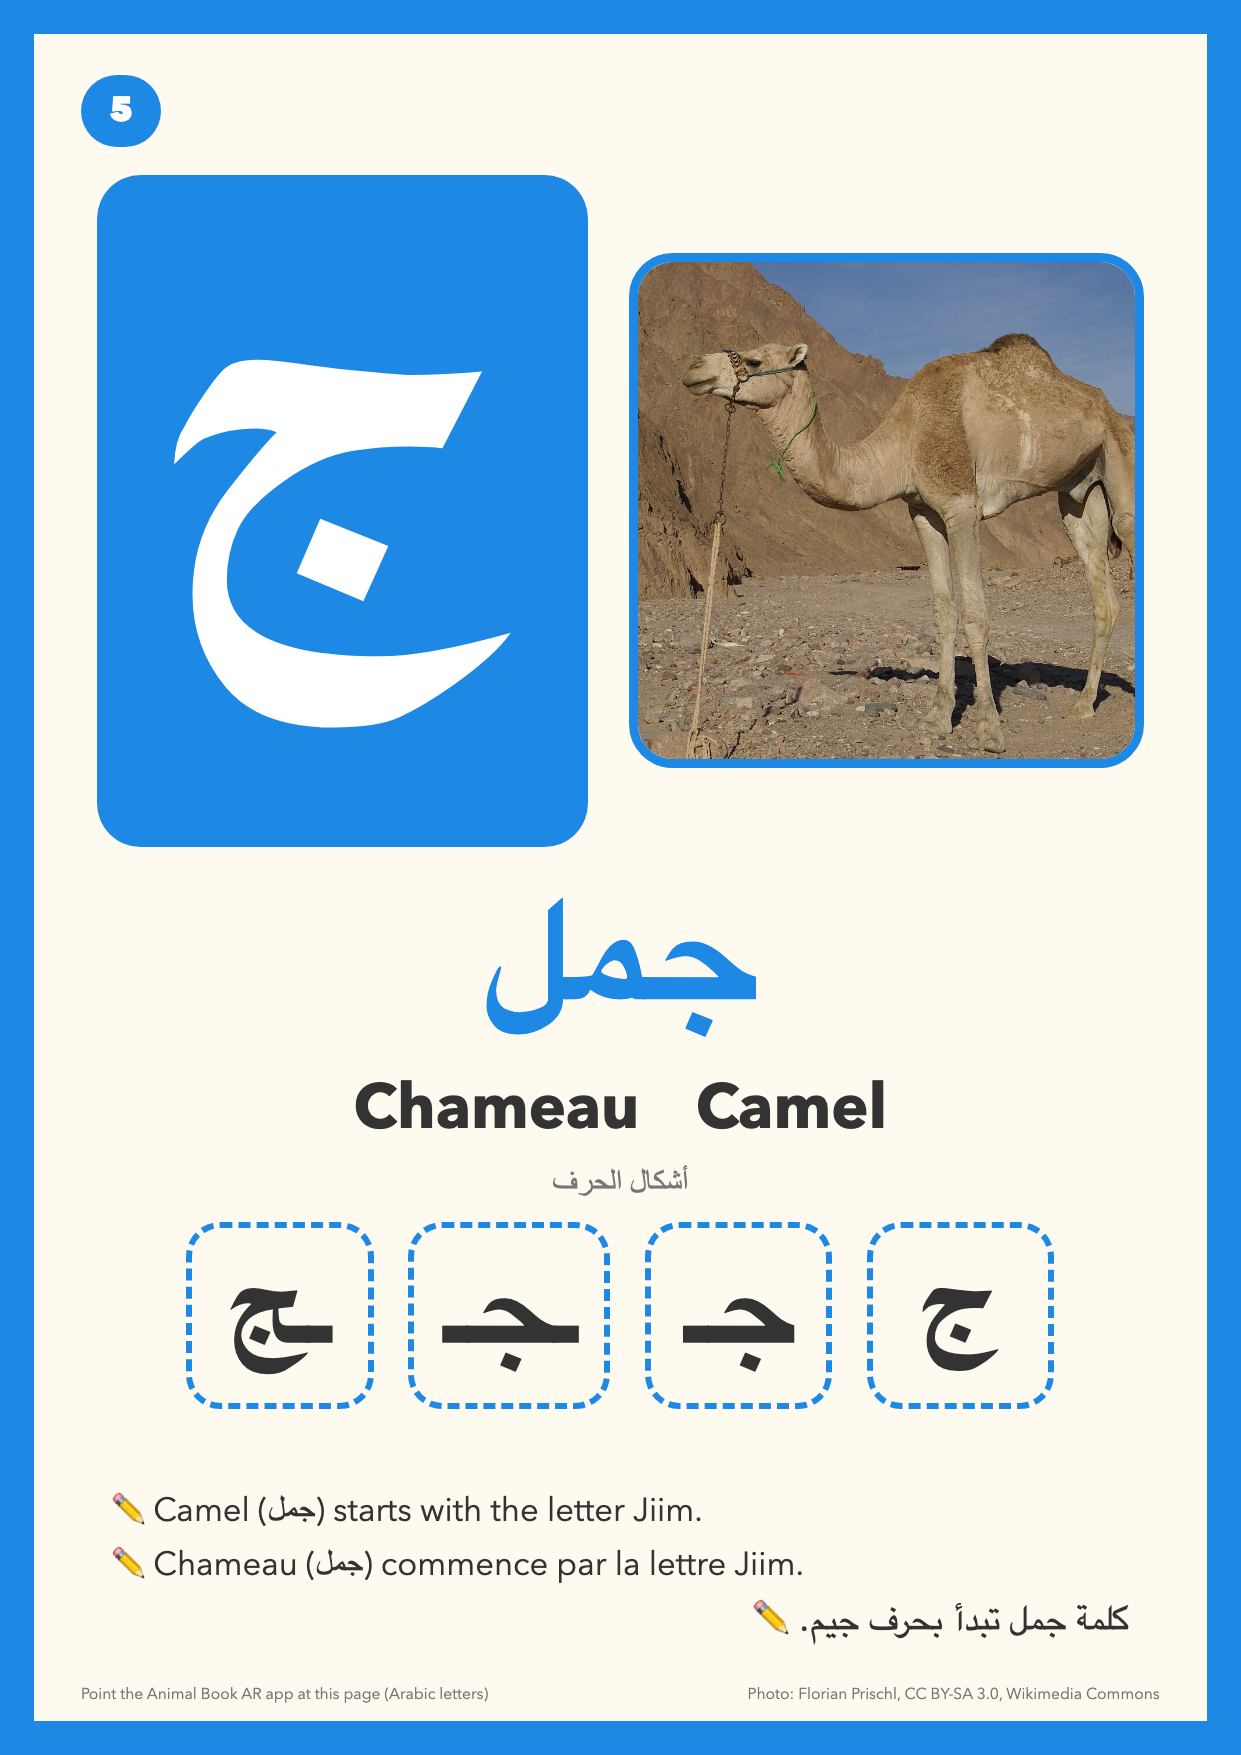 5
ج
جمل
Chameau Camel
أشكال الحرف
ج جـ ـجـ ـج
✏️ Camel (جمل) starts with the letter Jiim.
✏️ Chameau (جمل) commence par la lettre Jiim.
كلمة جمل تبدأ بحرف جيم. ✏️
Point the Animal Book AR app at this page (Arabic letters)
Photo: Florian Prischl, CC BY-SA 3.0, Wikimedia Commons